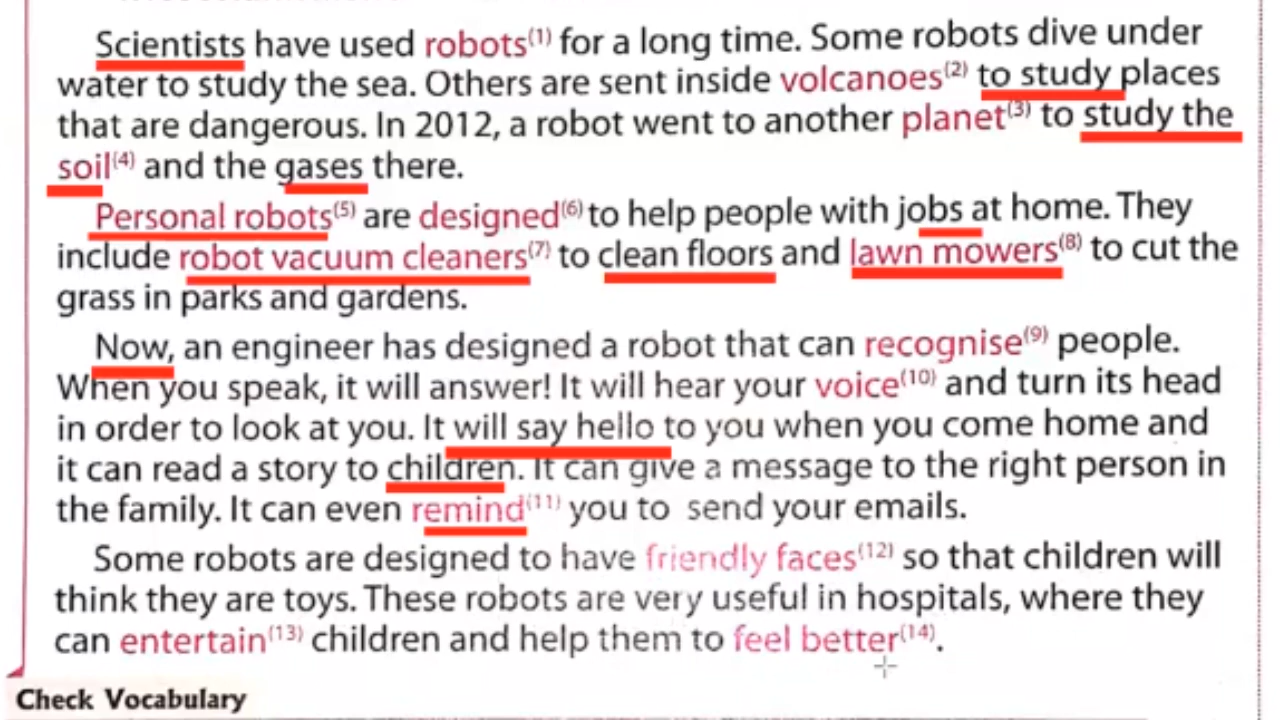 Scientists have used robots(1) for a long time. Some robots dive under
water to study the sea. Others are sent inside volcanoes(2) to study places
that are dangerous. In 2012, a robot went to another planet(3) to study the
soil(4) and the gases there.
Personal robots(5) are designed(6) to help people with jobs at home. They
include robot vacuum cleaners(7) to clean floors and lawn mowers(8) to cut the
grass in parks and gardens.
Now, an engineer has designed a robot that can recognise(9) people.
When you speak, it will answer! It will hear your voice(10) and turn its head
in order to look at you. It will say hello to you when you come home and
it can read a story to children. It can give a message to the right person in
the family. It can even remind(11) you to send your emails.
Some robots are designed to have friendly faces(12) so that children will
think they are toys. These robots are very useful in hospitals, where they
can entertain(13) children and help them to feel better(14).
Check Vocabulary